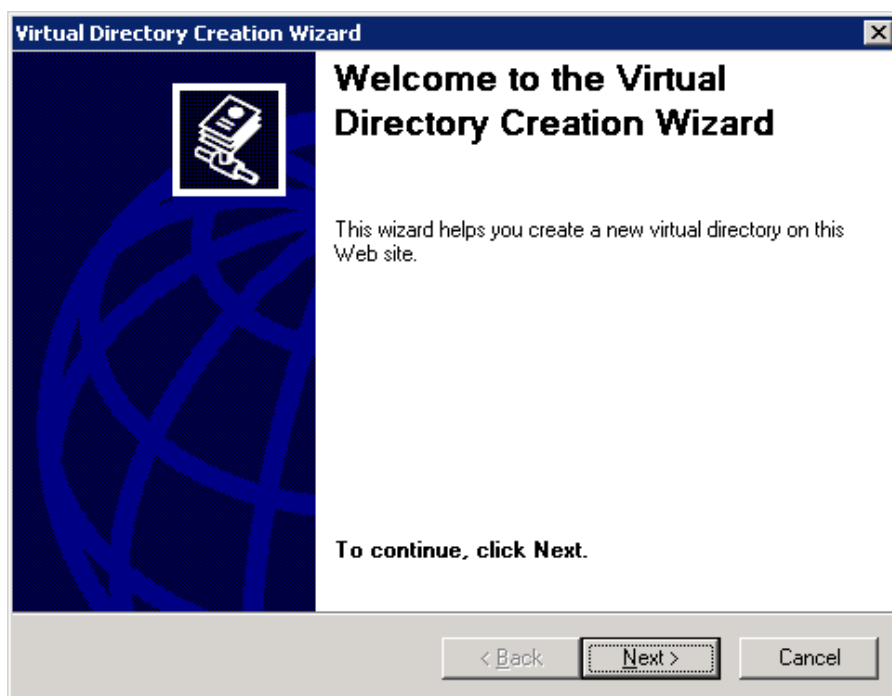 Virtual Directory Creation Wizard
Welcome to the Virtual
Directory Creation Wizard
This wizard helps you create a new virtual directory on this
Web site.
To continue, click Next.
< Back
Next >
Cancel